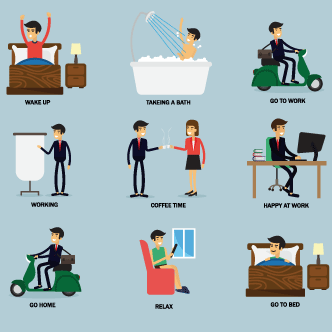 WAKE UP
TAKEING A BATH
GO TO WORK
WORKING
COFFEE TIME
HAPPY AT WORK
GO HOME
RELAX
GO TO BED